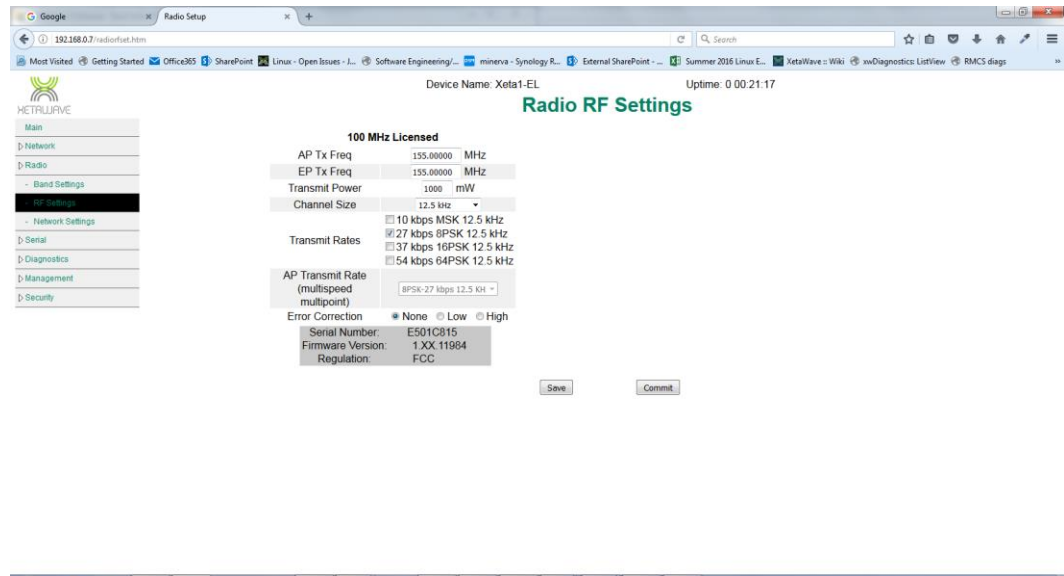 Google
Radio Setup
192.168.0.7/radiorfset.htm
Search
Most Visited
Getting Started
Office365
SharePoint
Linux - Open Issues - J...
Software Engineering/...
minerva - Synology R...
External SharePoint - ...
Summer 2016 Linux E...
XetaWave :: Wiki
xwDiagnostics: ListView
RMCS diags
XETAWAVE
Device Name: Xeta1-EL
Uptime: 0 00:21:17
Radio RF Settings
Main
Network
Radio
- Band Settings
- RF Settings
- Network Settings
Serial
Diagnostics
Management
Security
100 MHz Licensed
AP Tx Freq 155.00000 MHz
EP Tx Freq 155.00000 MHz
Transmit Power 1000 mW
Channel Size 12.5 kHz
Transmit Rates
10 kbps MSK 12.5 kHz
27 kbps 8PSK 12.5 kHz
37 kbps 16PSK 12.5 kHz
54 kbps 64PSK 12.5 kHz
AP Transmit Rate
(multispeed
multipoint)
8PSK-27 kbps 12.5 KH
Error Correction None Low High
Serial Number: E501C815
Firmware Version: 1.XX.11984
Regulation: FCC
Save Commit